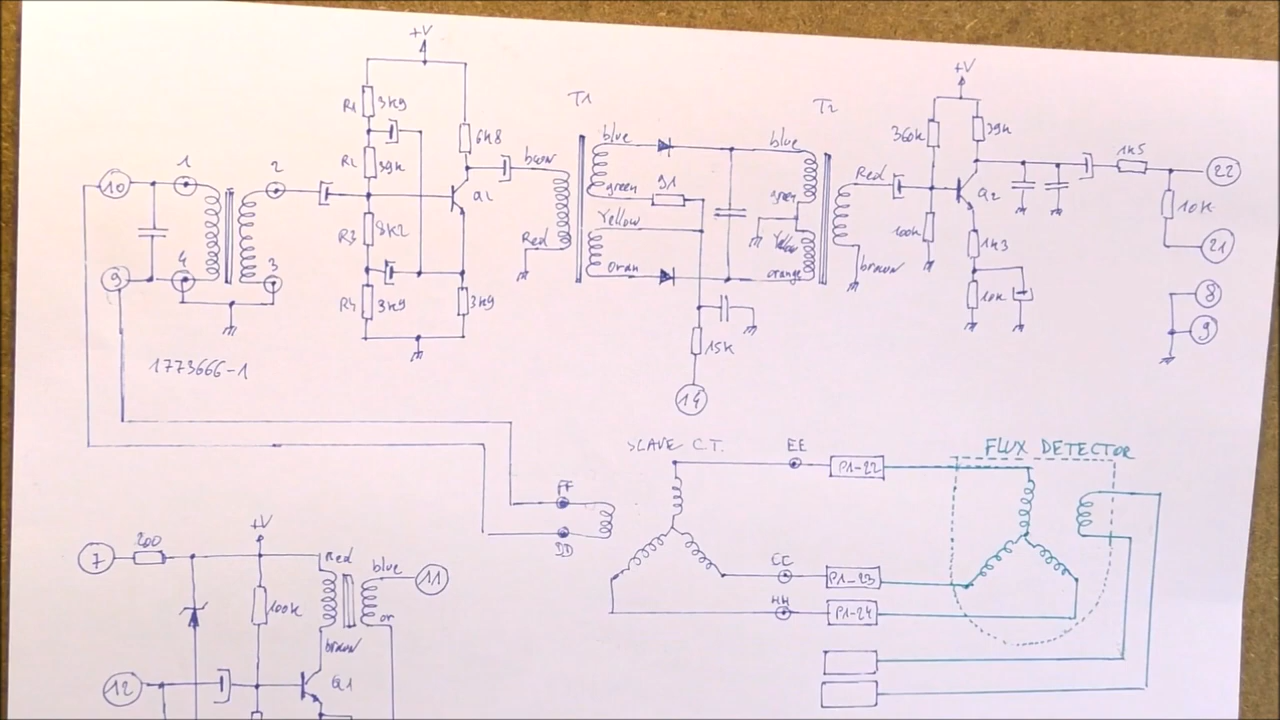 +V
T1
T2
+V
R1 3k9
R2 39k
R3 8k2
R4 3k9
6k8
3k9
brown
Red
blue
green
Yellow
oran
91
15k
14
blue
green
Yellow
orange
Red
brown
360k
39k
100k
Q2
1k3
10k
1k5
10k
22
21
8
9
10
1
2
9
4
3
1773666-1
SLAVE C.T.
EE
P1-22
FLUX DETECTOR
FF
DD
CC
P1-23
HH
P1-24
7
200
+V
100k
Red
blue
11
or
brown
12
Q1